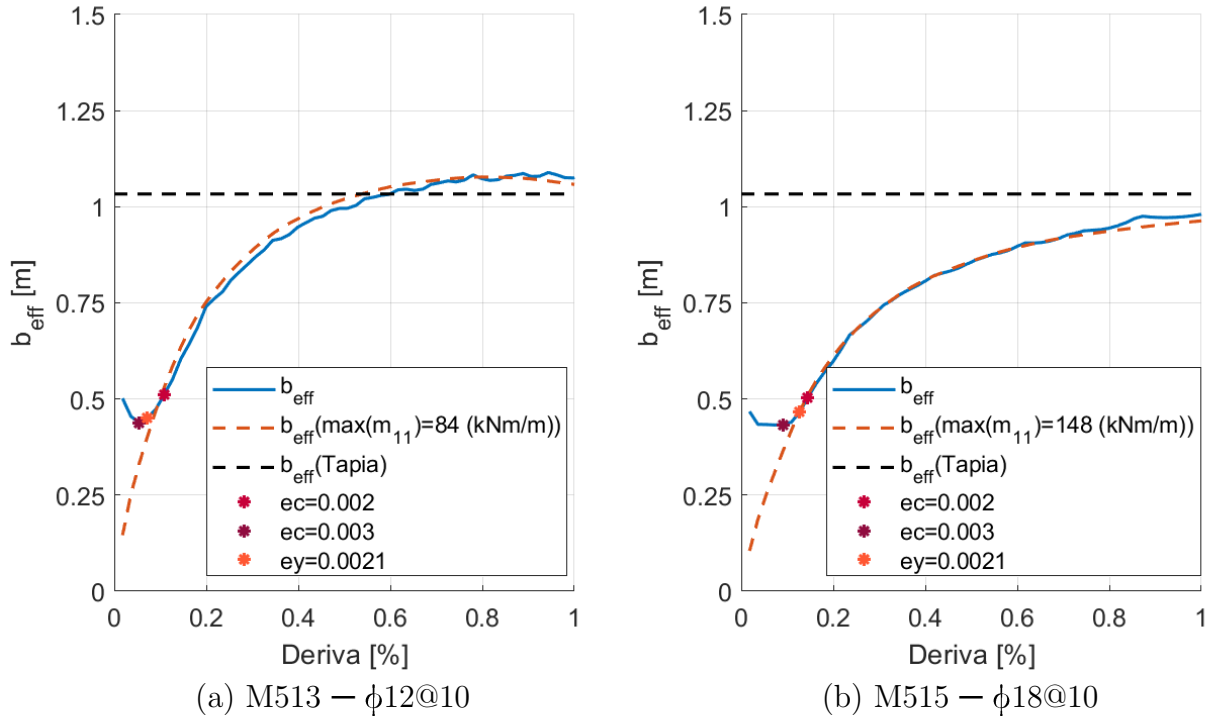 1.5
1.25
1
0.75
0.5
0.25
0
b_eff [m]
0 0.2 0.4 0.6 0.8 1
Deriva [%]
b_eff
b_eff(max(m_11)=84 (kNm/m))
b_eff(Tapia)
ec=0.002
ec=0.003
ey=0.0021
(a) M513 − ϕ12@10
1.5
1.25
1
0.75
0.5
0.25
0
b_eff [m]
0 0.2 0.4 0.6 0.8 1
Deriva [%]
b_eff
b_eff(max(m_11)=148 (kNm/m))
b_eff(Tapia)
ec=0.002
ec=0.003
ey=0.0021
(b) M515 − ϕ18@10